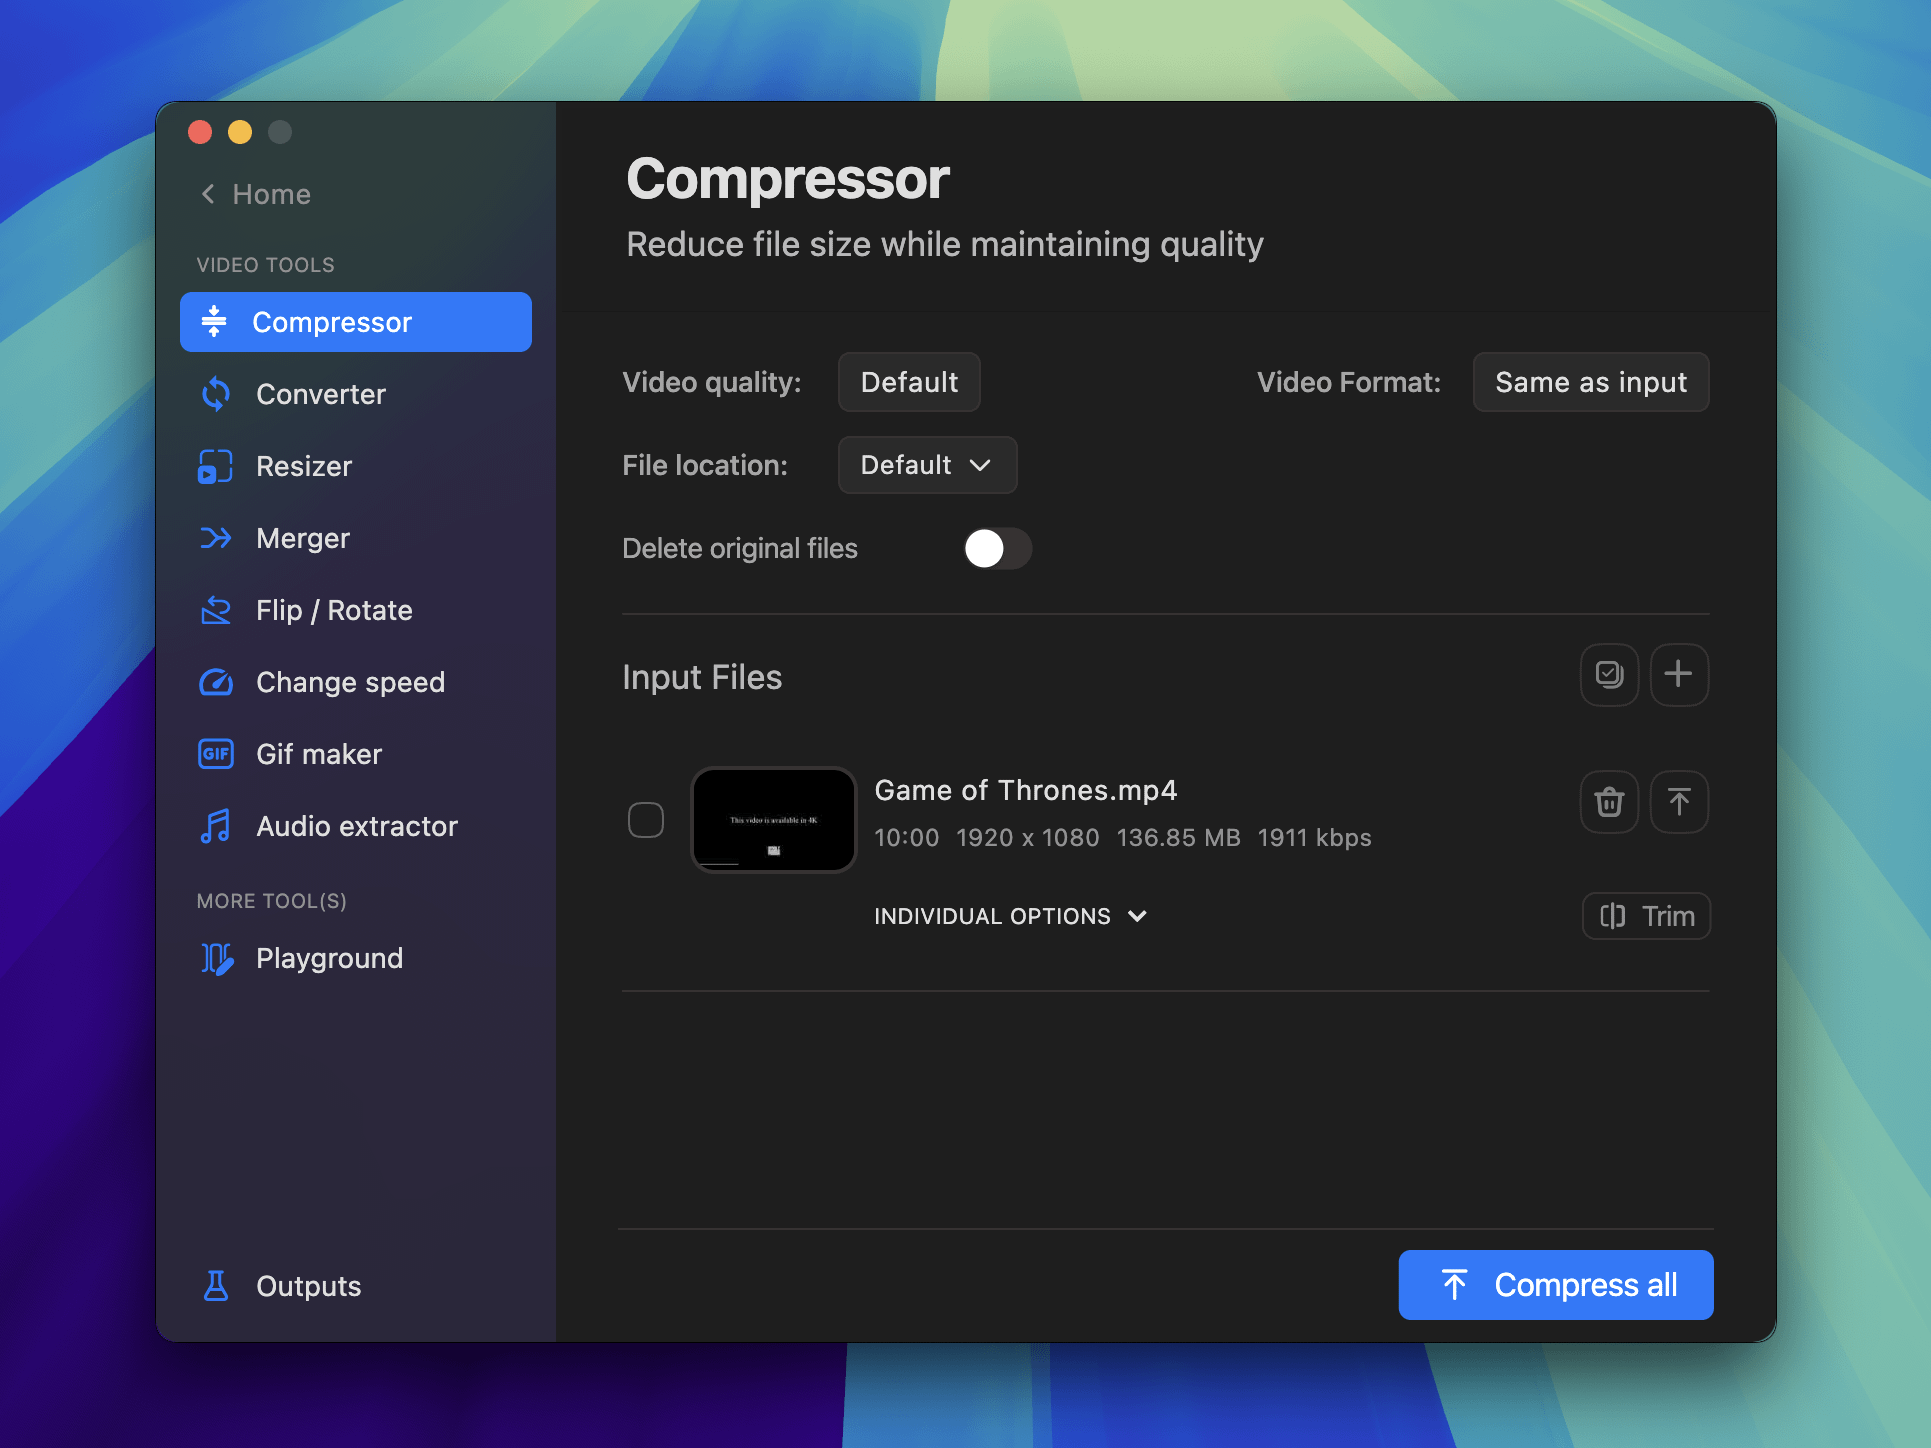 Home
VIDEO TOOLS
Compressor
Converter
Resizer
Merger
Flip / Rotate
Change speed
GIF Gif maker
Audio extractor
MORE TOOL(S)
Playground
Outputs
Compressor
Reduce file size while maintaining quality
Video quality: Default Video Format: Same as input
File location: Default
Delete original files
Input Files
This video is available in 4K
Game of Thrones.mp4
10:00 1920 x 1080 136.85 MB 1911 kbps
INDIVIDUAL OPTIONS Trim
Compress all